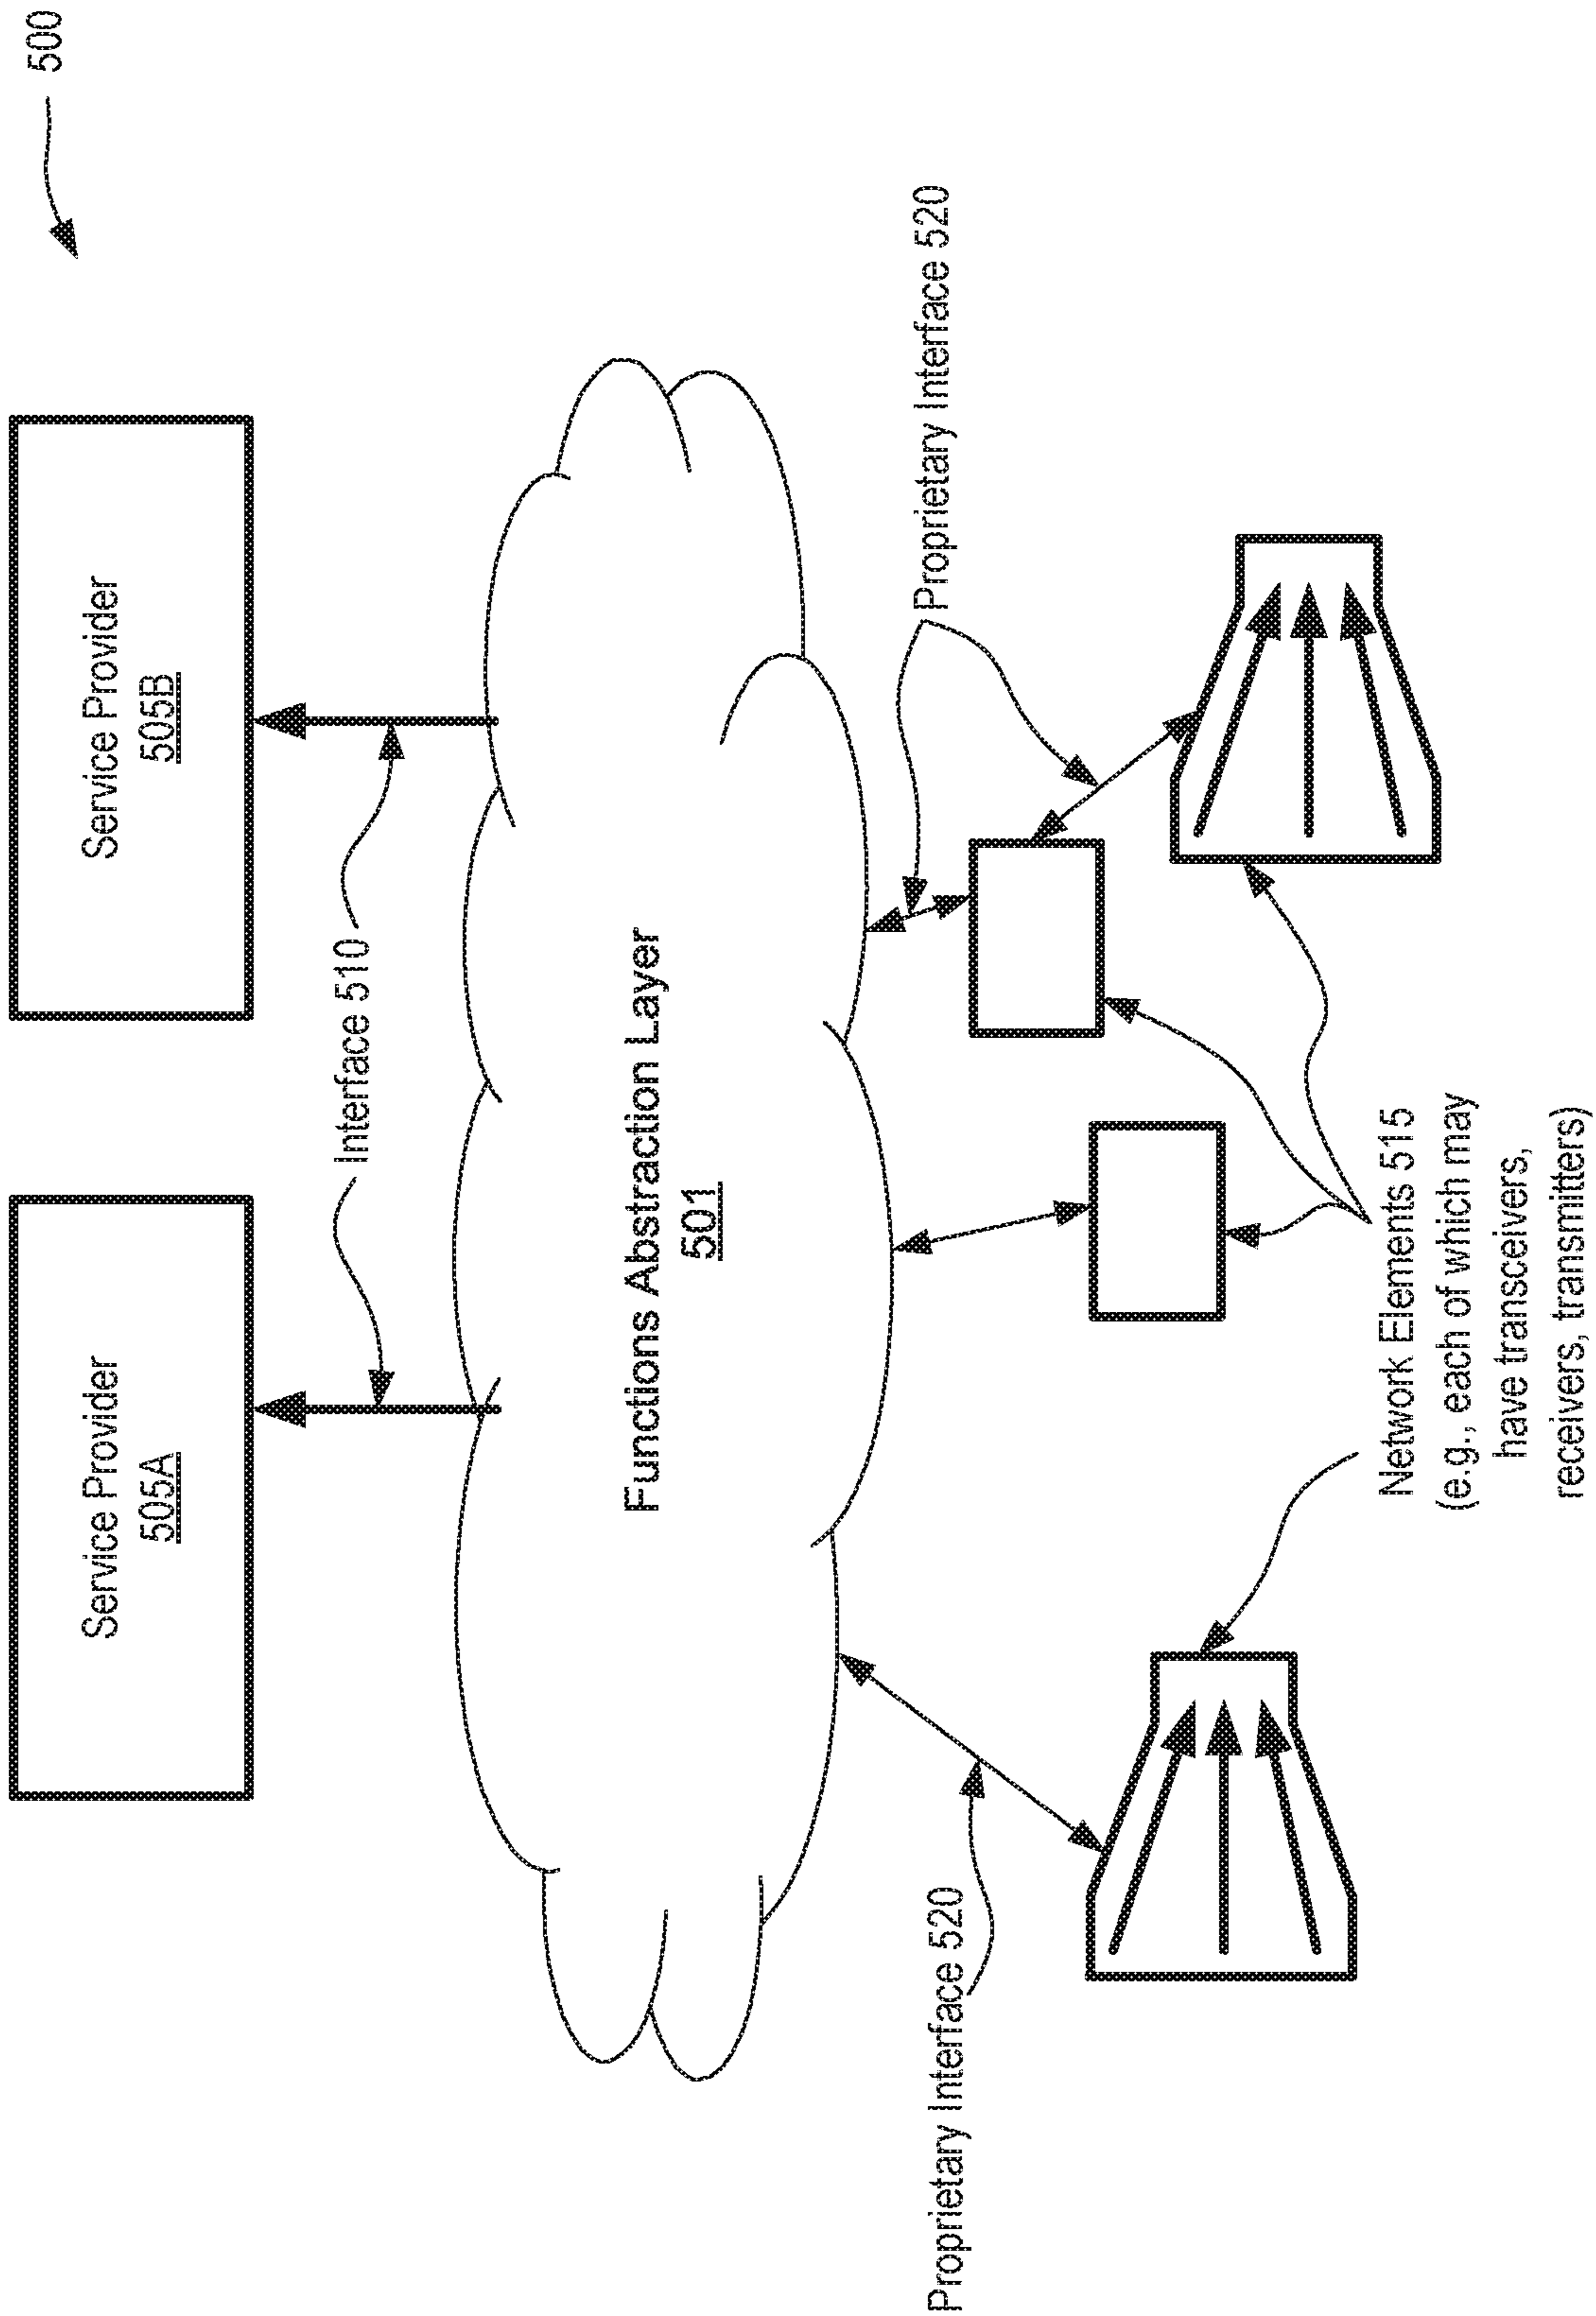 500
Service Provider
505A
Service Provider
505B
Interface 510
Functions Abstraction Layer
501
Proprietary Interface 520
Proprietary Interface 520
Network Elements 515
(e.g., each of which may
have transceivers,
receivers, transmitters)